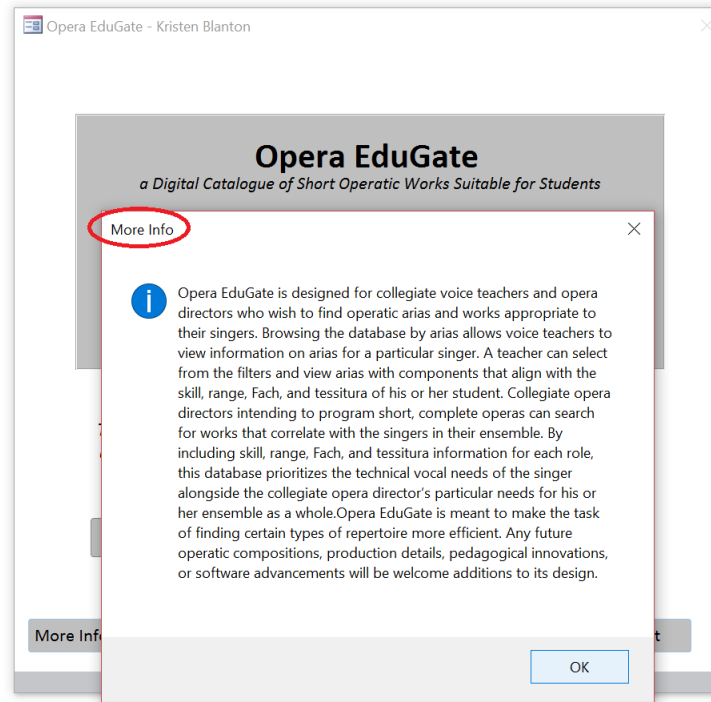 Opera EduGate - Kristen Blanton
Opera EduGate
a Digital Catalogue of Short Operatic Works Suitable for Students
More Info
Opera EduGate is designed for collegiate voice teachers and opera
directors who wish to find operatic arias and works appropriate to
their singers. Browsing the database by arias allows voice teachers to
view information on arias for a particular singer. A teacher can select
from the filters and view arias with components that align with the
skill, range, Fach, and tessitura of his or her student. Collegiate opera
directors intending to program short, complete operas can search
for works that correlate with the singers in their ensemble. By
including skill, range, Fach, and tessitura information for each role,
this database prioritizes the technical vocal needs of the singer
alongside the collegiate opera director's particular needs for his or
her ensemble as a whole.Opera EduGate is meant to make the task
of finding certain types of repertoire more efficient. Any future
operatic compositions, production details, pedagogical innovations,
or software advancements will be welcome additions to its design.
OK
More Inf
t